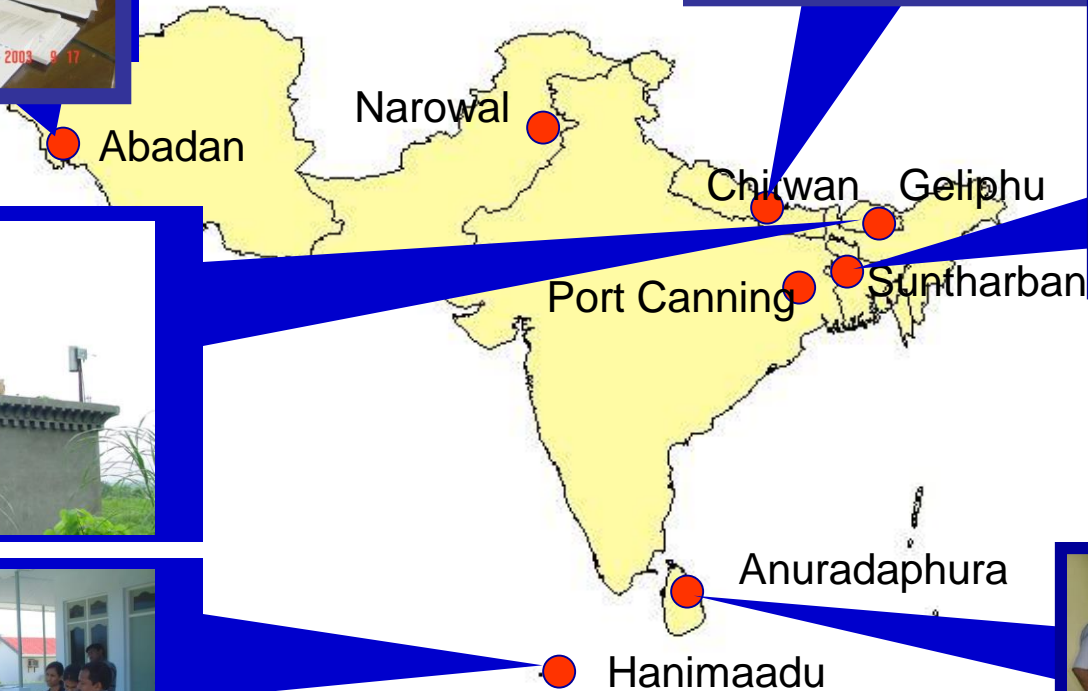 2003 9 17
Narowal
Abadan
Chitwan Geliphu
Suntharban
Port Canning
Anuradaphura
Hanimaadu